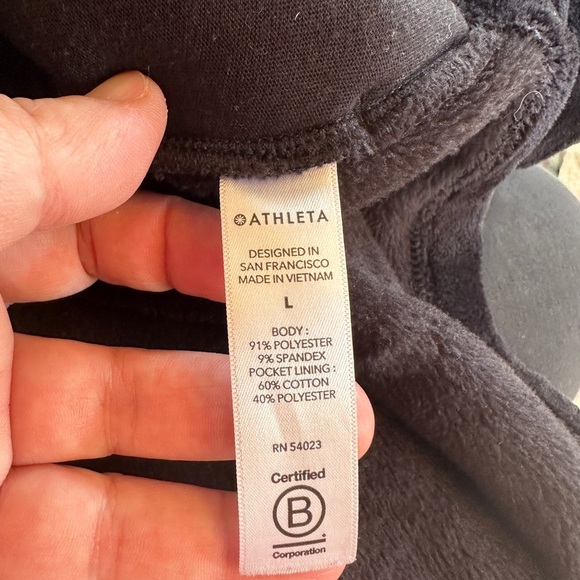 ATHLETA
DESIGNED IN
SAN FRANCISCO
MADE IN VIETNAM
L
BODY :
91% POLYESTER
9% SPANDEX
POCKET LINING :
60% COTTON
40% POLYESTER
RN 54023
Certified
B
Corporation